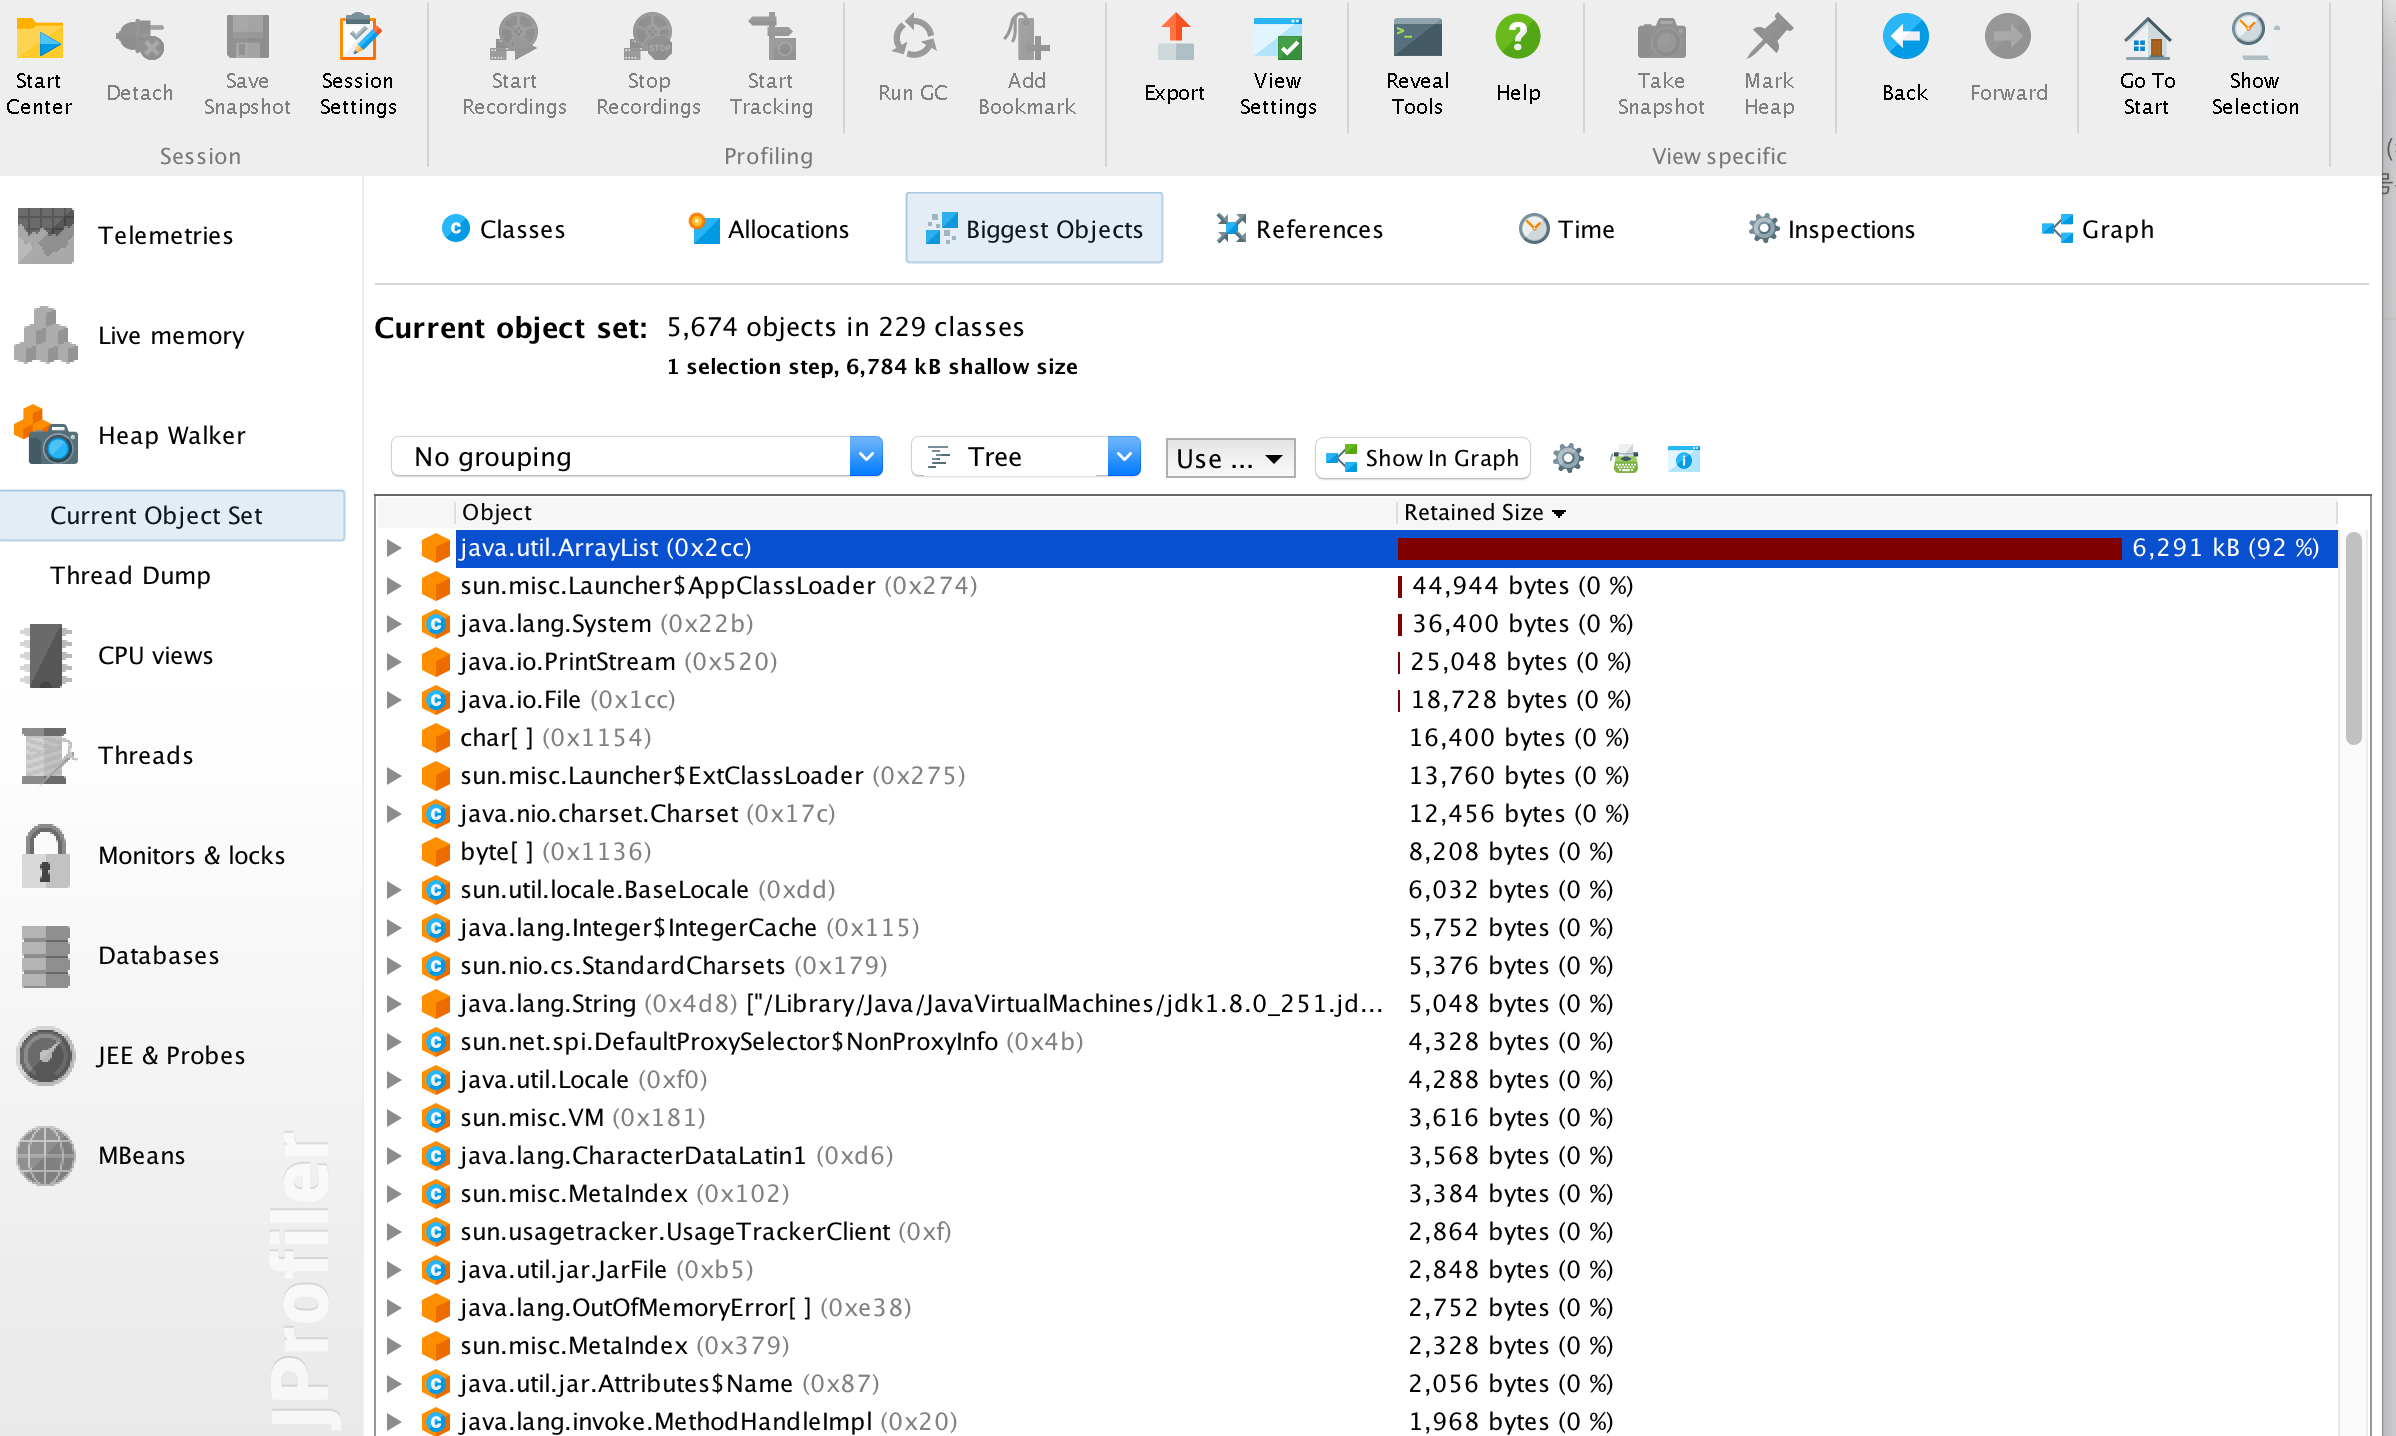 Start Center
Detach
Save Snapshot
Session Settings
Start Recordings
Stop Recordings
Start Tracking
Run GC
Add Bookmark
Export
View Settings
Reveal Tools
Help
Take Snapshot
Mark Heap
Back
Forward
Go To Start
Show Selection
Session
Profiling
View specific
Telemetries
Live memory
Heap Walker
Current Object Set
Thread Dump
CPU views
Threads
Monitors & locks
Databases
JEE & Probes
MBeans
JProfiler
Classes
Allocations
Biggest Objects
References
Time
Inspections
Graph
Current object set: 5,674 objects in 229 classes
1 selection step, 6,784 kB shallow size
No grouping
Tree
Use ...
Show In Graph
Object Retained Size
java.util.ArrayList (0x2cc) 6,291 kB (92 %)
sun.misc.Launcher$AppClassLoader (0x274) 44,944 bytes (0 %)
java.lang.System (0x22b) 36,400 bytes (0 %)
java.io.PrintStream (0x520) 25,048 bytes (0 %)
java.io.File (0x1cc) 18,728 bytes (0 %)
char[ ] (0x1154) 16,400 bytes (0 %)
sun.misc.Launcher$ExtClassLoader (0x275) 13,760 bytes (0 %)
java.nio.charset.Charset (0x17c) 12,456 bytes (0 %)
byte[ ] (0x1136) 8,208 bytes (0 %)
sun.util.locale.BaseLocale (0xdd) 6,032 bytes (0 %)
java.lang.Integer$IntegerCache (0x115) 5,752 bytes (0 %)
sun.nio.cs.StandardCharsets (0x179) 5,376 bytes (0 %)
java.lang.String (0x4d8) ["/Library/Java/JavaVirtualMachines/jdk1.8.0_251.jd... 5,048 bytes (0 %)
sun.net.spi.DefaultProxySelector$NonProxyInfo (0x4b) 4,328 bytes (0 %)
java.util.Locale (0xf0) 4,288 bytes (0 %)
sun.misc.VM (0x181) 3,616 bytes (0 %)
java.lang.CharacterDataLatin1 (0xd6) 3,568 bytes (0 %)
sun.misc.MetaIndex (0x102) 3,384 bytes (0 %)
sun.usagetracker.UsageTrackerClient (0xf) 2,864 bytes (0 %)
java.util.jar.JarFile (0xb5) 2,848 bytes (0 %)
java.lang.OutOfMemoryError[ ] (0xe38) 2,752 bytes (0 %)
sun.misc.MetaIndex (0x379) 2,328 bytes (0 %)
java.util.jar.Attributes$Name (0x87) 2,056 bytes (0 %)
java.lang.invoke.MethodHandleImpl (0x20) 1,968 bytes (0 %)